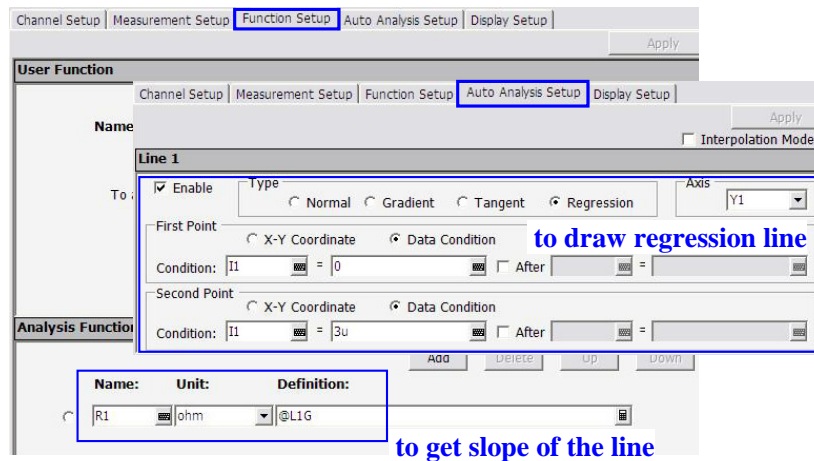 Channel Setup Measurement Setup Function Setup Auto Analysis Setup Display Setup
Apply
User Function
Channel Setup Measurement Setup Function Setup Auto Analysis Setup Display Setup
Apply
Name
Interpolation Mode
Line 1
Enable Type Normal Gradient Tangent Regression Axis Y1
To
First Point
X-Y Coordinate Data Condition
to draw regression line
Condition: I1 = 0 After =
Second Point
X-Y Coordinate Data Condition
Condition: I1 = 3u After =
Analysis Function
Add Delete Up Down
Name: Unit: Definition:
R1 ohm @L1G
to get slope of the line